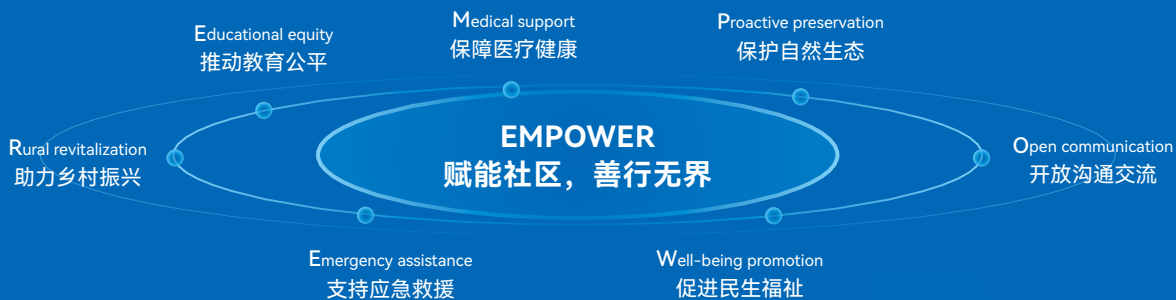 Educational equity
推动教育公平
Medical support
保障医疗健康
Proactive preservation
保护自然生态
Rural revitalization
助力乡村振兴
EMPOWER
赋能社区，善行无界
Open communication
开放沟通交流
Emergency assistance
支持应急救援
Well-being promotion
促进民生福祉